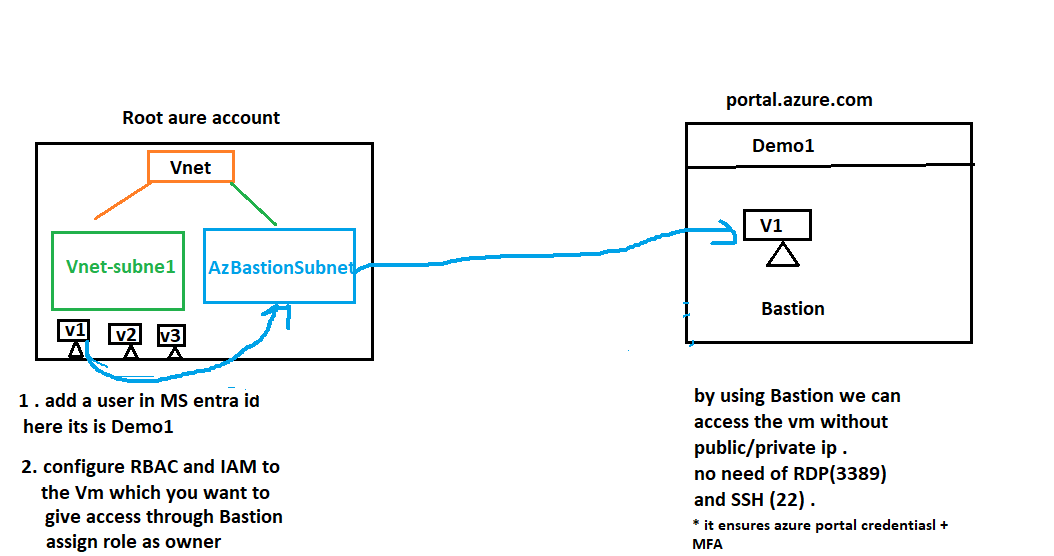 Root aure account
Vnet
Vnet-subne1
AzBastionSubnet
v1
v2
v3
1 . add a user in MS entra id
here its is Demo1
2. configure RBAC and IAM to
the Vm which you want to
give access through Bastion
assign role as owner
portal.azure.com
Demo1
V1
Bastion
by using Bastion we can
access the vm without
public/private ip .
no need of RDP(3389)
and SSH (22) .
* it ensures azure portal credentiasl +
MFA